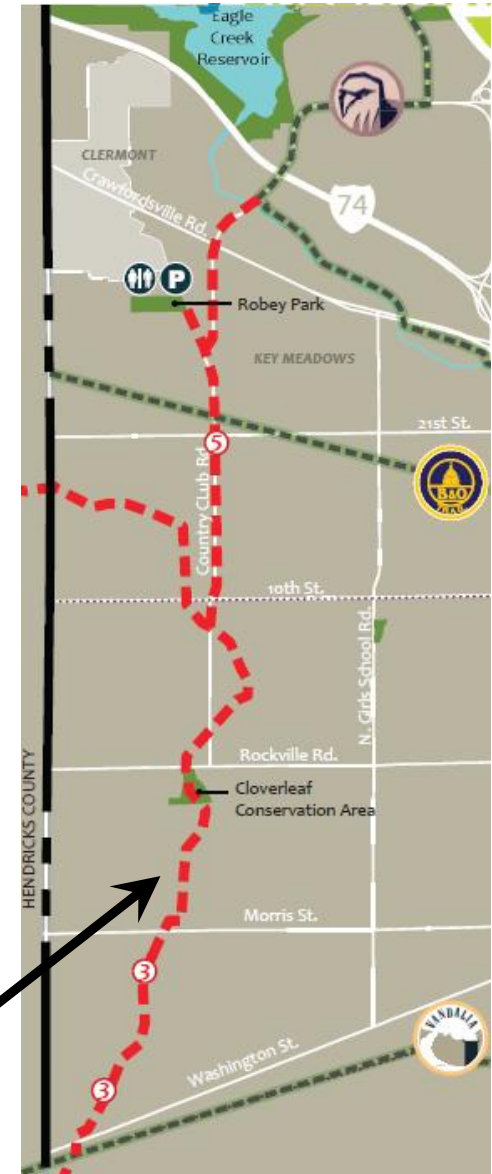 Eagle
Creek
Reservoir
CLERMONT
Crawfordsville Rd.
74
P
Robey Park
KEY MEADOWS
21st St.
5
B&O
TRAIL
Country CLub Rd.
10th St.
N. Girls School Rd.
Rockville Rd.
HENDRICKS COUNTY
Cloverleaf
Conservation Area
Morris St.
3
VANDALIA
Washington St.
3